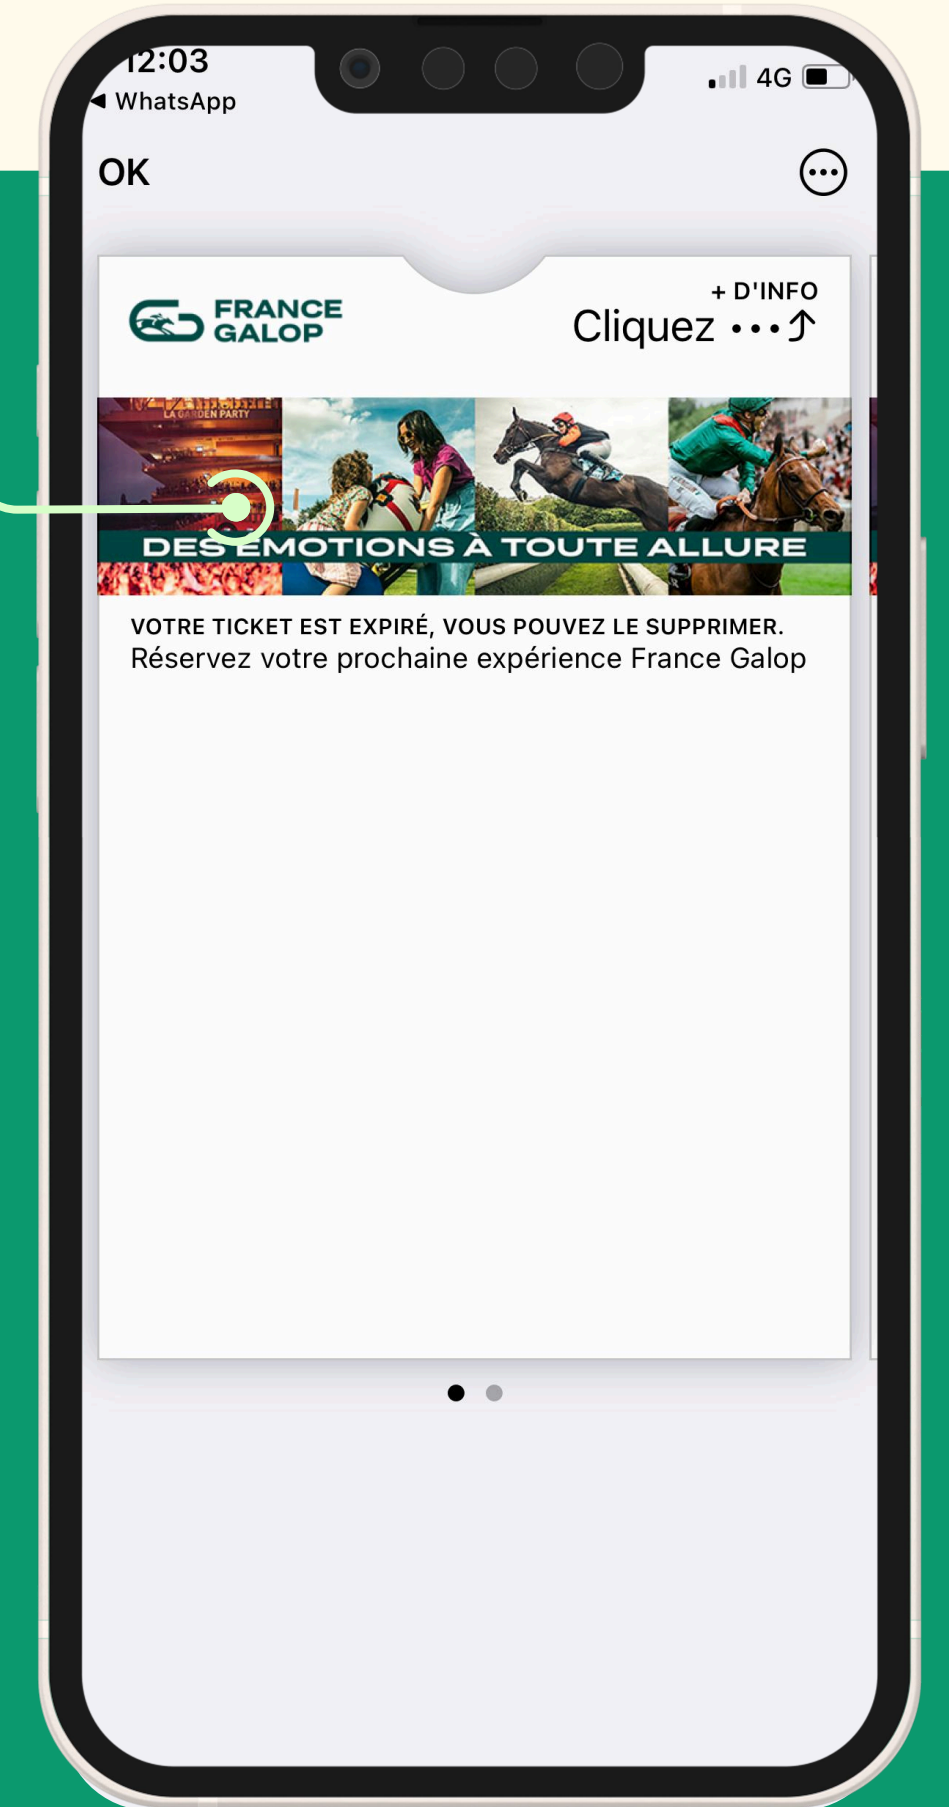 12:03
4G
◀ WhatsApp
OK
FRANCE
GALOP
+ D'INFO
Cliquez •••⤴
LA GARDEN PARTY
DES ÉMOTIONS À TOUTE ALLURE
VOTRE TICKET EST EXPIRÉ, VOUS POUVEZ LE SUPPRIMER.
Réservez votre prochaine expérience France Galop